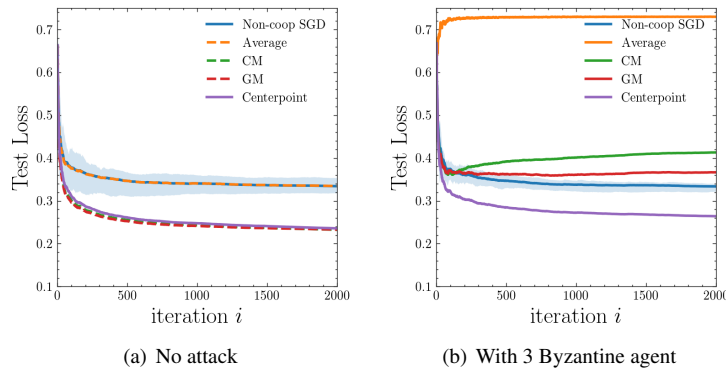 0.7
0.6
0.5
0.4
0.3
0.2
0.1
Test Loss
Non-coop SGD
Average
CM
GM
Centerpoint
0 500 1000 1500 2000
iteration i
(a) No attack
0.7
0.6
0.5
0.4
0.3
0.2
0.1
Test Loss
Non-coop SGD
Average
CM
GM
Centerpoint
0 500 1000 1500 2000
iteration i
(b) With 3 Byzantine agent